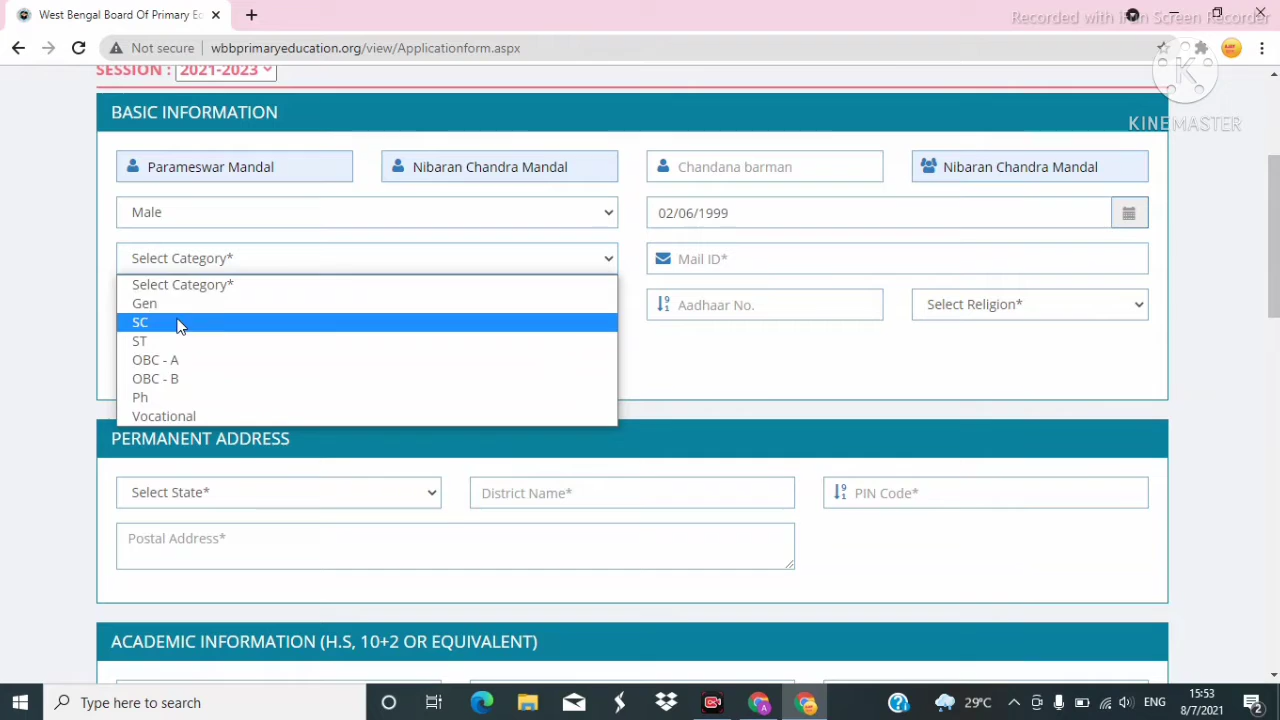 West Bengal Board Of Primary Ec
Recorded with iFun Screen Recorder
Not secure
wbbprimaryeducation.org/view/Applicationform.aspx
K
KINEMASTER
SESSION : 2021-2023
BASIC INFORMATION
Parameswar Mandal
Nibaran Chandra Mandal
Chandana barman
Nibaran Chandra Mandal
Male
02/06/1999
Select Category*
Mail ID*
Select Category*
Gen
SC
ST
OBC - A
OBC - B
Ph
Vocational
Aadhaar No.
Select Religion*
PERMANENT ADDRESS
Select State*
District Name*
PIN Code*
Postal Address*
ACADEMIC INFORMATION (H.S, 10+2 OR EQUIVALENT)
Type here to search
29°C
ENG
15:53
8/7/2021
2